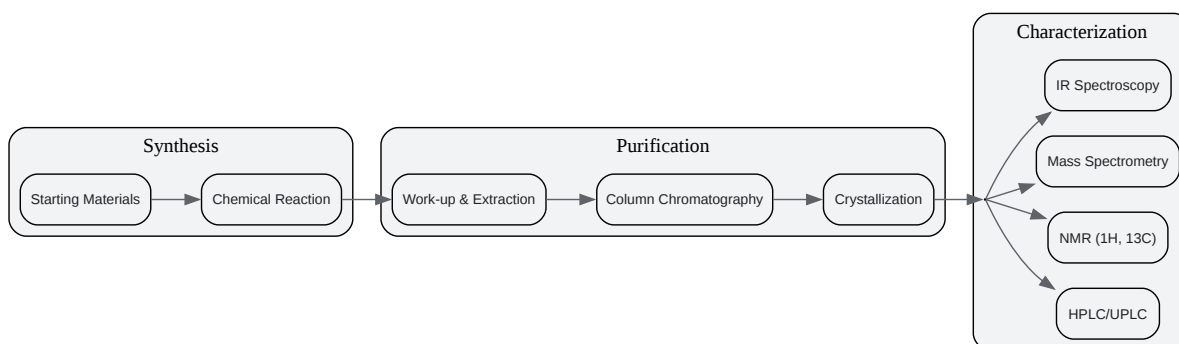 Synthesis
Starting Materials
Chemical Reaction
Purification
Work-up & Extraction
Column Chromatography
Crystallization
Characterization
IR Spectroscopy
Mass Spectrometry
NMR (1H, 13C)
HPLC/UPLC